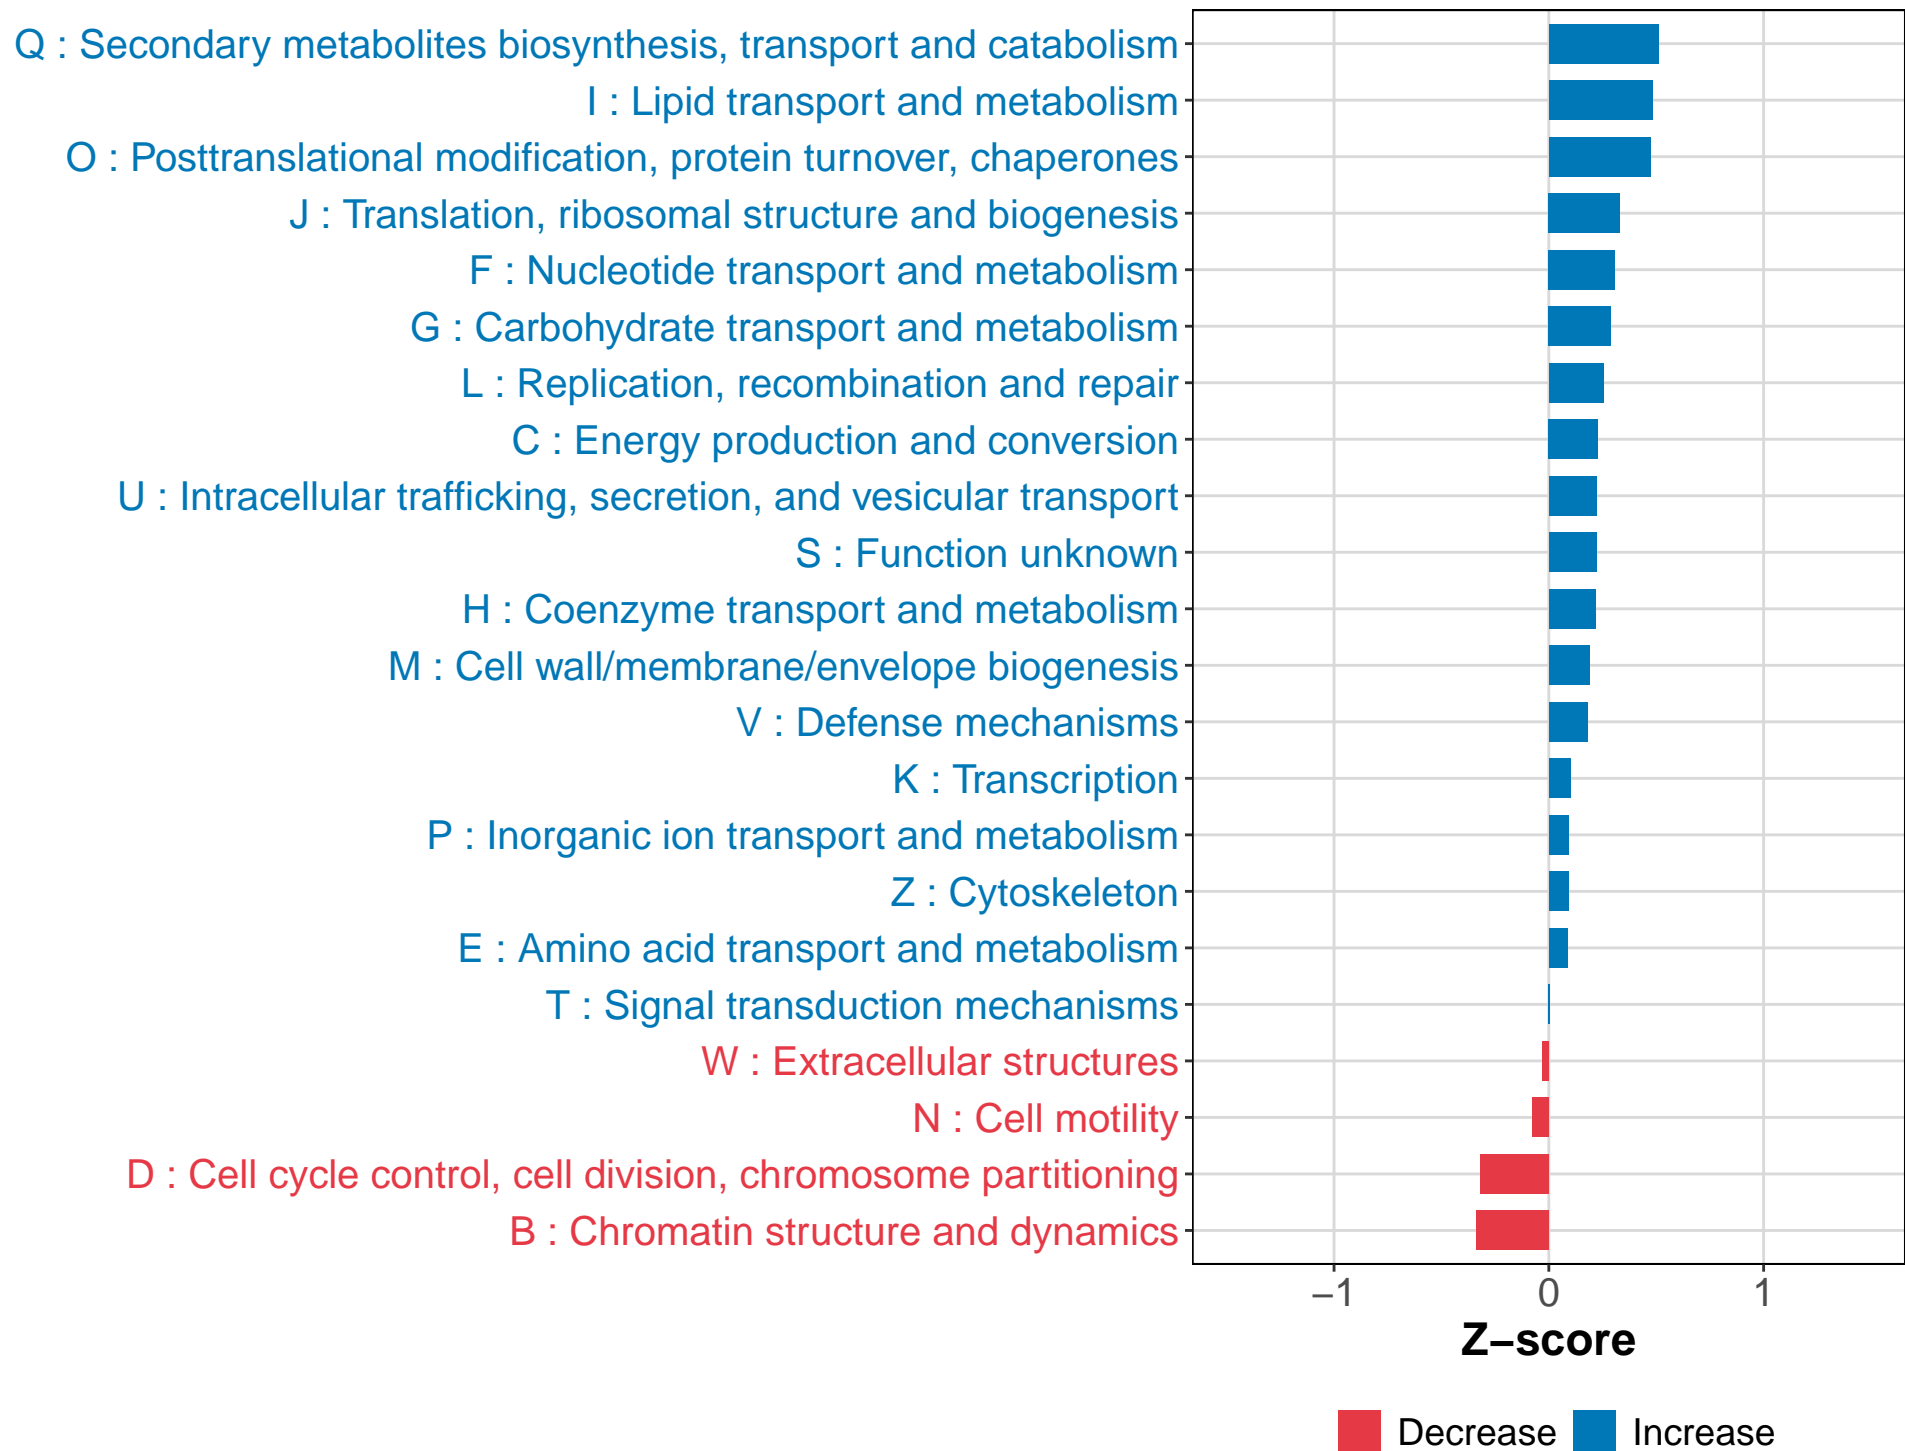 Q : Secondary metabolites biosynthesis, transport and catabolism
I : Lipid transport and metabolism
O : Posttranslational modification, protein turnover, chaperones
J : Translation, ribosomal structure and biogenesis
F : Nucleotide transport and metabolism
G : Carbohydrate transport and metabolism
L : Replication, recombination and repair
C : Energy production and conversion
U : Intracellular trafficking, secretion, and vesicular transport
S : Function unknown
H : Coenzyme transport and metabolism
M : Cell wall/membrane/envelope biogenesis
V : Defense mechanisms
K : Transcription
P : Inorganic ion transport and metabolism
Z : Cytoskeleton
E : Amino acid transport and metabolism
T : Signal transduction mechanisms
W : Extracellular structures
N : Cell motility
D : Cell cycle control, cell division, chromosome partitioning
B : Chromatin structure and dynamics
−1 0 1
Z−score
Decrease Increase